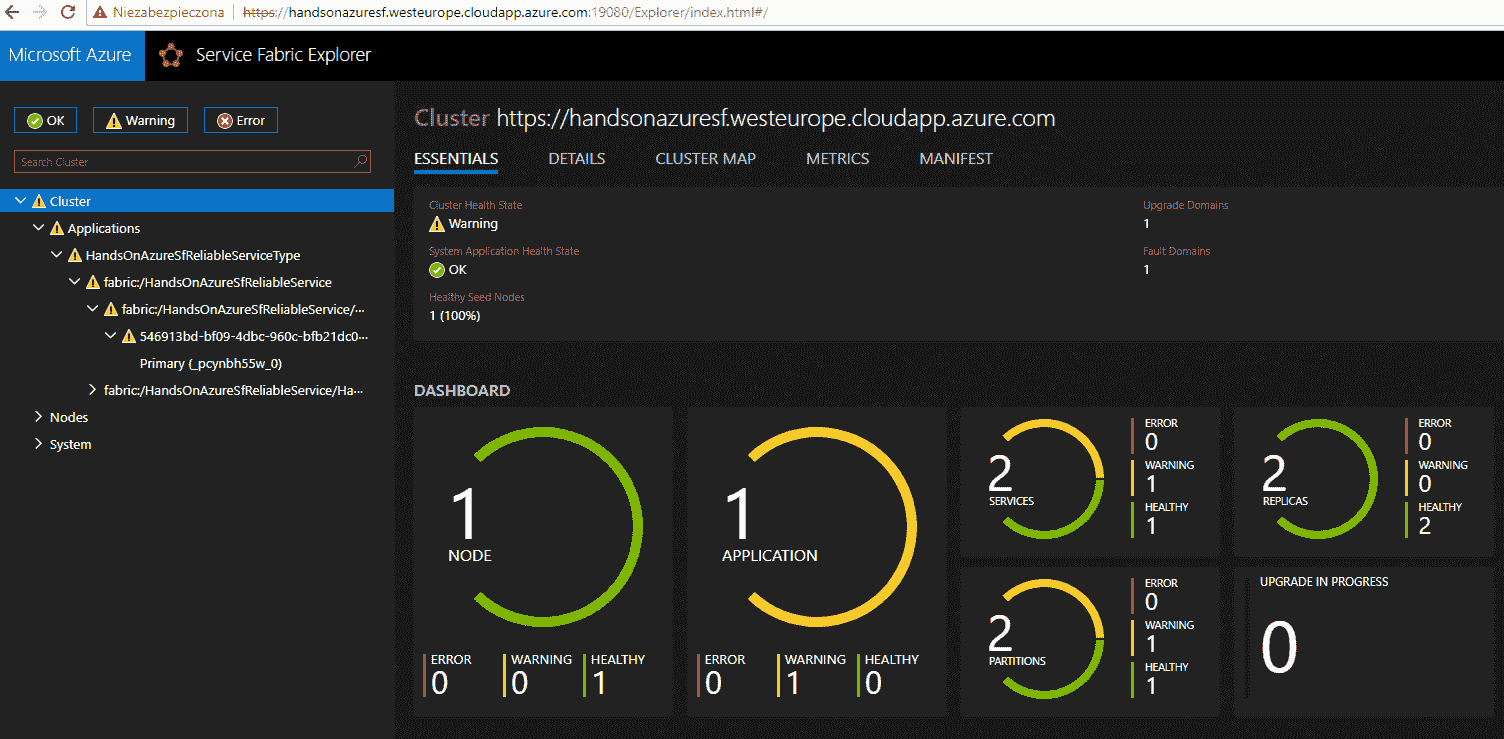 Niezabezpieczona https://handsonazuresf.westeurope.cloudapp.azure.com:19080/Explorer/index.html#/
Microsoft Azure Service Fabric Explorer
OK Warning Error
Search Cluster
Cluster
Applications
HandsOnAzureSfReliableServiceType
fabric:/HandsOnAzureSfReliableService
fabric:/HandsOnAzureSfReliableService/...
546913bd-bf09-4dbc-960c-bfb21dc0...
Primary (_pcynbh55w_0)
fabric:/HandsOnAzureSfReliableService/Ha...
Nodes
System
Cluster https://handsonazuresf.westeurope.cloudapp.azure.com
ESSENTIALS DETAILS CLUSTER MAP METRICS MANIFEST
Cluster Health State
Warning
System Application Health State
OK
Healthy Seed Nodes
1 (100%)
Upgrade Domains
1
Fault Domains
1
DASHBOARD
1
NODE
ERROR WARNING HEALTHY
0 0 1
1
APPLICATION
ERROR WARNING HEALTHY
0 1 0
2
SERVICES
ERROR
0
WARNING
1
HEALTHY
1
2
REPLICAS
ERROR
0
WARNING
0
HEALTHY
2
2
PARTITIONS
ERROR
0
WARNING
1
HEALTHY
1
UPGRADE IN PROGRESS
0